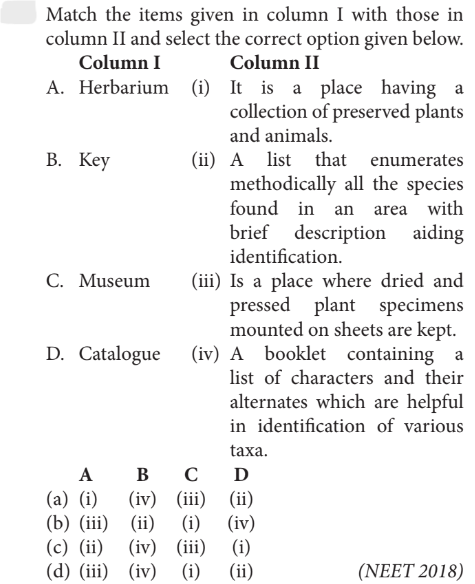 Match the items given in column I with those in
column II and select the correct option given below.
Column I Column II
A. Herbarium (i) It is a place having a
collection of preserved plants
and animals.
B. Key (ii) A list that enumerates
methodically all the species
found in an area with
brief description aiding
identification.
C. Museum (iii) Is a place where dried and
pressed plant specimens
mounted on sheets are kept.
D. Catalogue (iv) A booklet containing a
list of characters and their
alternates which are helpful
in identification of various
taxa.
A B C D
(a) (i) (iv) (iii) (ii)
(b) (iii) (ii) (i) (iv)
(c) (ii) (iv) (iii) (i)
(d) (iii) (iv) (i) (ii) (NEET 2018)